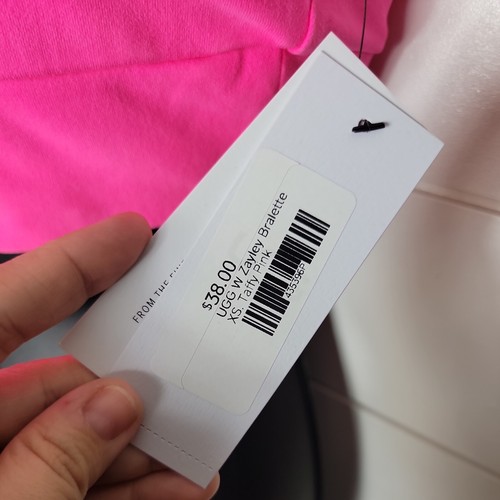 $38.00
UGG W Zayley Bralette
XS. Taffy Pink
FROM THE